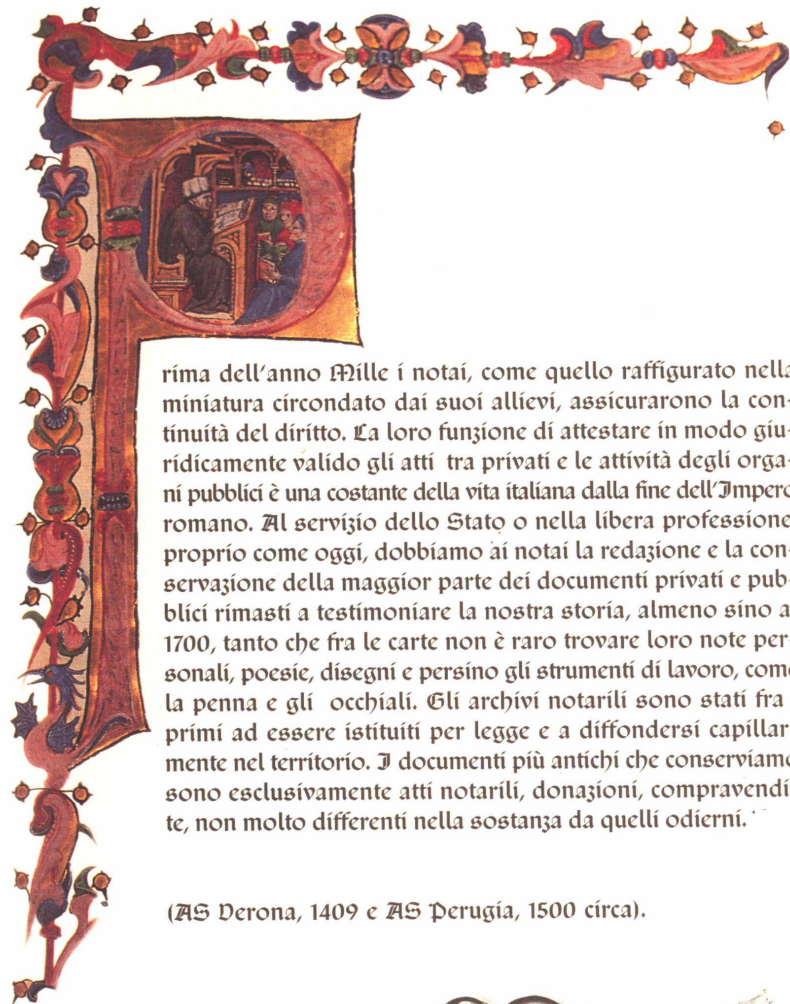 Prima dell'anno Mille i notai, come quello raffigurato nella
miniatura circondato dai suoi allievi, assicurarono la con-
tinuità del diritto. La loro funzione di attestare in modo giu-
ridicamente valido gli atti tra privati e le attività degli orga-
ni pubblici è una costante della vita italiana dalla fine dell'Impero
romano. Al servizio dello Stato o nella libera professione
proprio come oggi, dobbiamo ai notai la redazione e la con-
servazione della maggior parte dei documenti privati e pub-
blici rimasti a testimoniare la nostra storia, almeno sino a
1700, tanto che fra le carte non è raro trovare loro note per-
sonali, poesie, disegni e persino gli strumenti di lavoro, come
la penna e gli occhiali. Gli archivi notarili sono stati fra
primi ad essere istituiti per legge e a diffondersi capillar
mente nel territorio. I documenti più antichi che conserviamo
sono esclusivamente atti notarili, donazioni, compravendi-
te, non molto differenti nella sostanza da quelli odierni.
(AS Verona, 1409 e AS Perugia, 1500 circa).